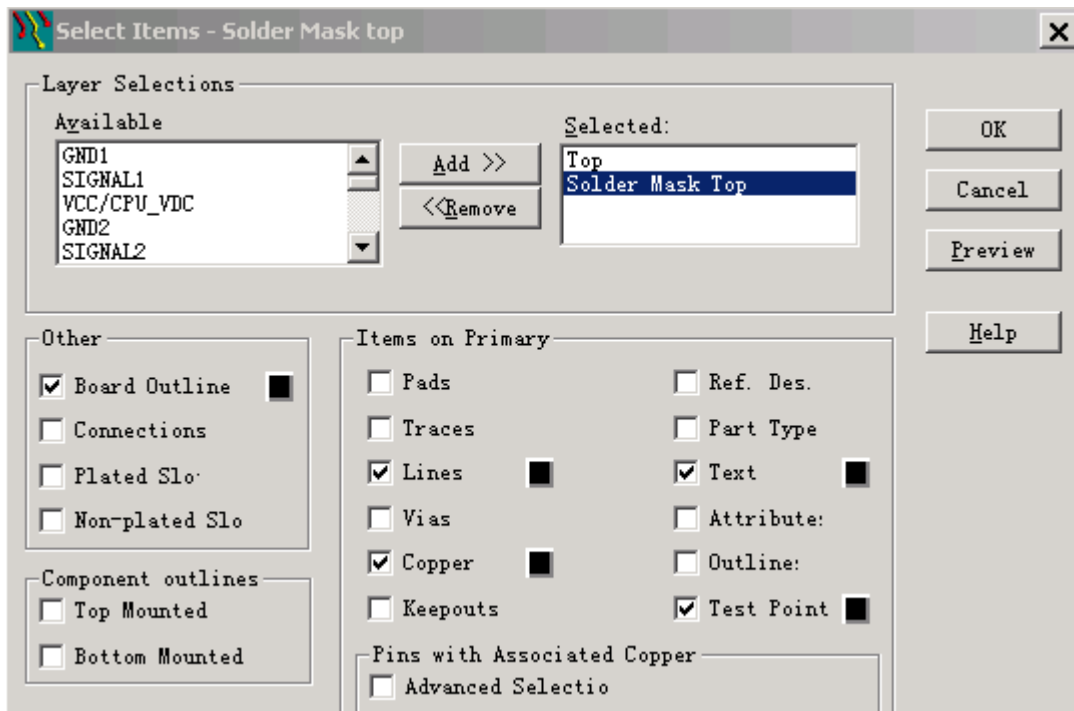 Select Items - Solder Mask top
Layer Selections
Available
GND1
SIGNAL1
VCC/CPU_VDC
GND2
SIGNAL2
Add >>
<<Remove
Selected:
Top
Solder Mask Top
OK
Cancel
Preview
Help
Other
Board Outline
Connections
Plated Slo
Non-plated Slo
Component outlines
Top Mounted
Bottom Mounted
Items on Primary
Pads
Traces
Lines
Vias
Copper
Keepouts
Ref. Des.
Part Type
Text
Attribute:
Outline:
Test Point
Pins with Associated Copper
Advanced Selectio